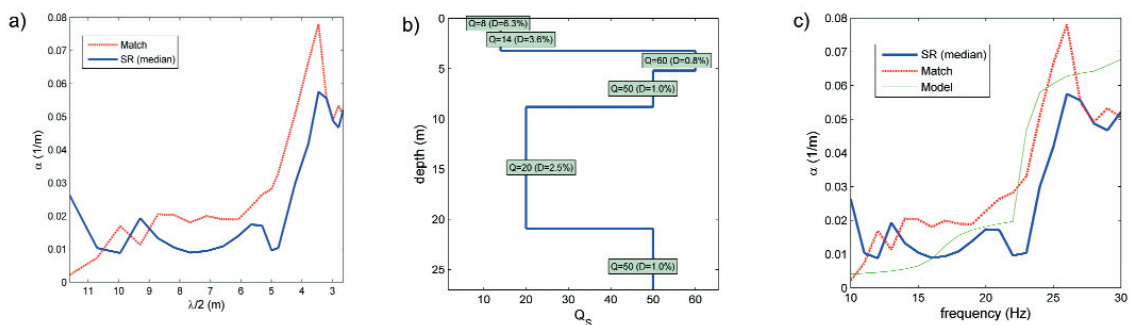 a)
0.08
0.07
0.06
0.05
0.04
0.03
0.02
0.01
0
α (1/m)
Match
SR (median)
11 10 9 8 7 6 5 4 3
λ/2 (m)
b)
0
5
10
15
20
25
depth (m)
Q=8 (D=6.3%)
Q=14 (D=3.6%)
Q=60 (D=0.8%)
Q=50 (D=1.0%)
Q=20 (D=2.5%)
Q=50 (D=1.0%)
10 20 30 40 50 60
Qs
c)
0.08
0.07
0.06
0.05
0.04
0.03
0.02
0.01
0
α (1/m)
SR (median)
Match
Model
10 15 20 25 30
frequency (Hz)